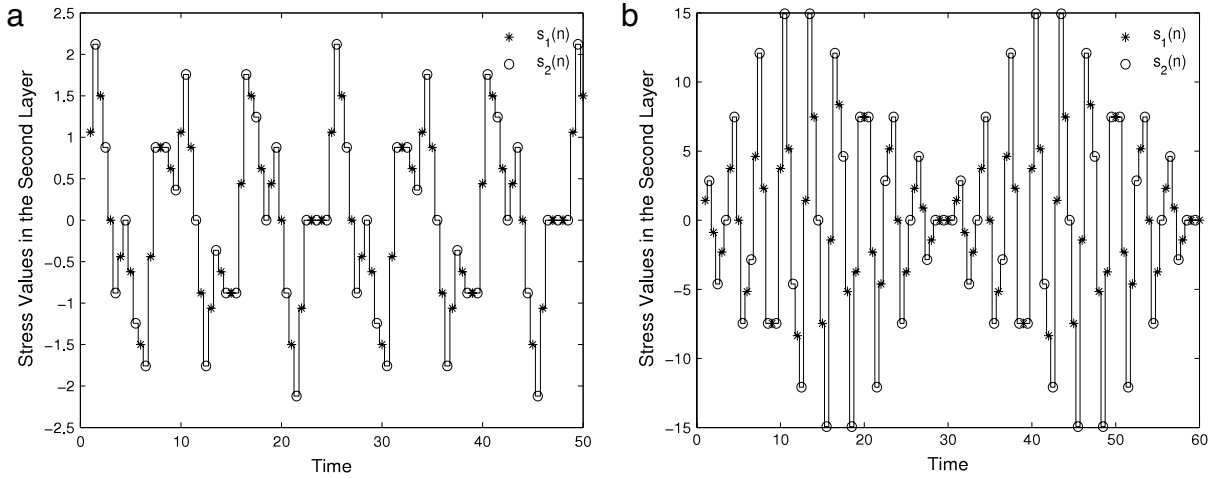 a
Stress Values in the Second Layer
2.5
2
1.5
1
0.5
0
-0.5
-1
-1.5
-2
-2.5
0 10 20 30 40 50
Time
s1(n)
s2(n)
b
Stress Values in the Second Layer
15
10
5
0
-5
-10
-15
0 10 20 30 40 50 60
Time
s1(n)
s2(n)